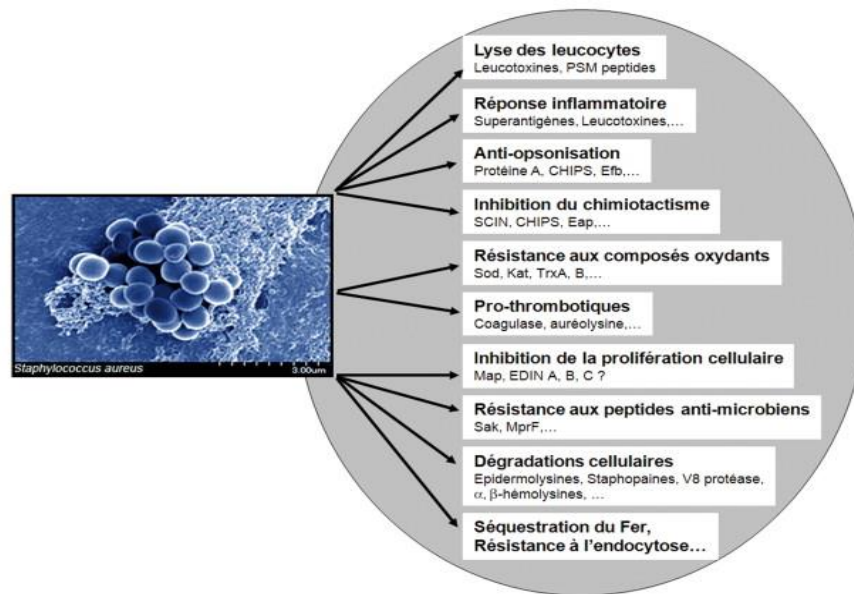 Lyse des leucocytes
Leucotoxines, PSM peptides
Réponse inflammatoire
Superantigènes, Leucotoxines,...
Anti-opsonisation
Protéine A, CHIPS, Efb,...
Inhibition du chimiotactisme
SCIN, CHIPS, Eap,...
Résistance aux composés oxydants
Sod, Kat, TrxA, B,...
Pro-thrombotiques
Coagulase, auréolysine,...
Inhibition de la prolifération cellulaire
Map, EDIN A, B, C ?
Résistance aux peptides anti-microbiens
Sak, MprF,...
Dégradations cellulaires
Epidermolysines, Staphopaines, V8 protéase,
α, β-hémolysines, ...
Séquestration du Fer,
Résistance à l'endocytose...
Staphylococcus aureus
3.00um